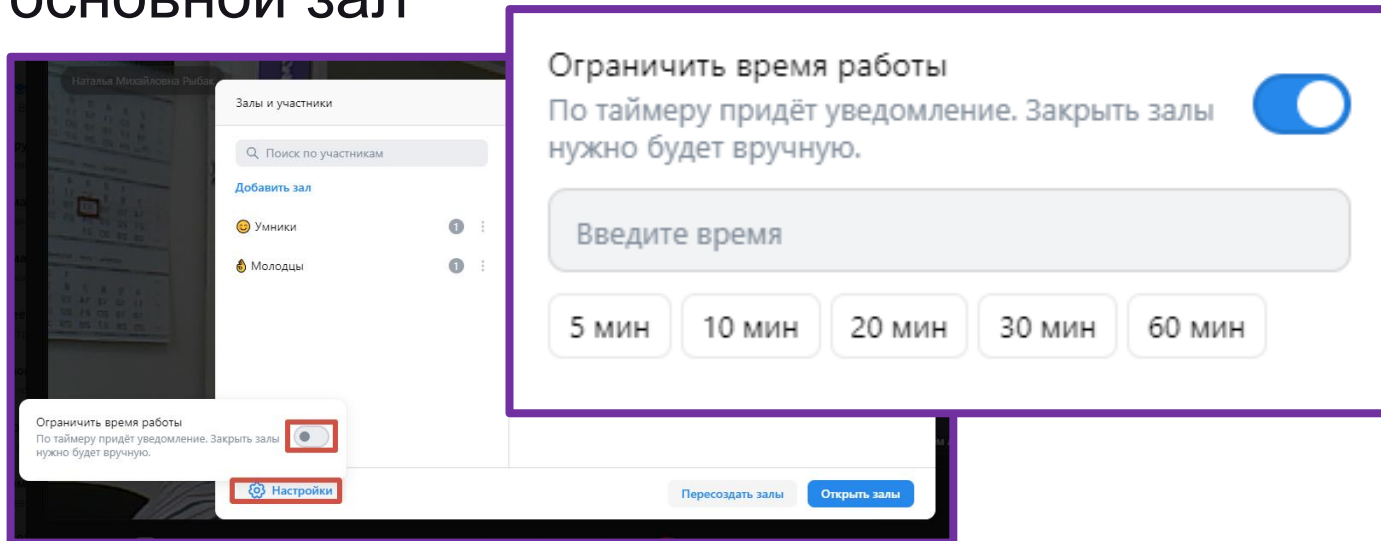 основной зал
Наталья Михайловна Рыбак
Залы и участники
Поиск по участникам
Добавить зал
Умники 1
Молодцы 1
Ограничить время работы
По таймеру придёт уведомление. Закрыть залы
нужно будет вручную.
Настройки
Пересоздать залы
Открыть залы
Ограничить время работы
По таймеру придёт уведомление. Закрыть залы
нужно будет вручную.
Введите время
5 мин 10 мин 20 мин 30 мин 60 мин